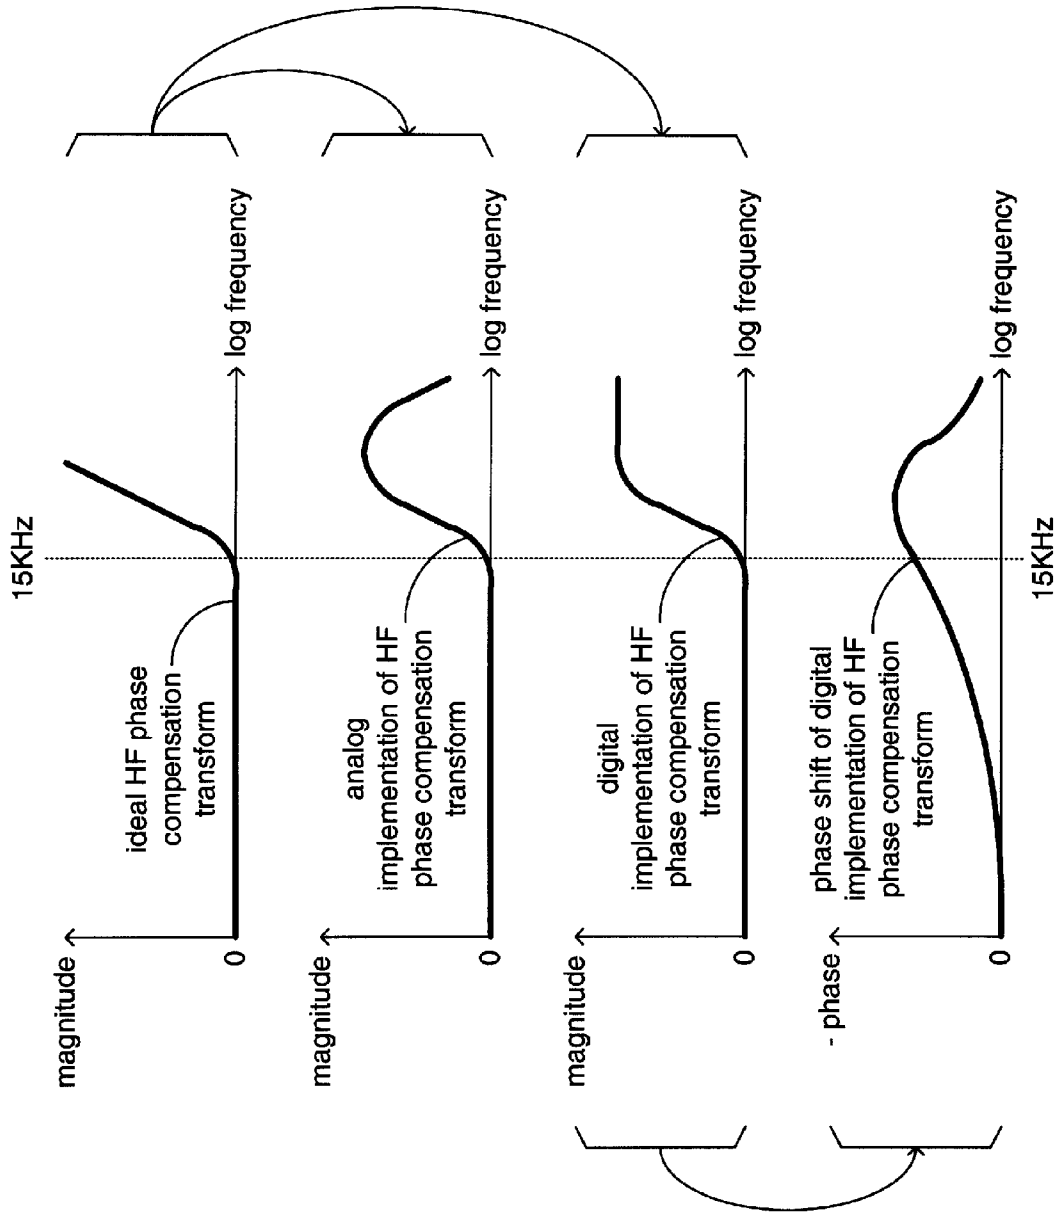 15KHz
magnitude
0
ideal HF phase
compensation
transform
log frequency
magnitude
0
analog
implementation of HF
phase compensation
transform
log frequency
magnitude
0
digital
implementation of HF
phase compensation
transform
log frequency
- phase
0
phase shift of digital
implementation of HF
phase compensation
transform
log frequency
15KHz